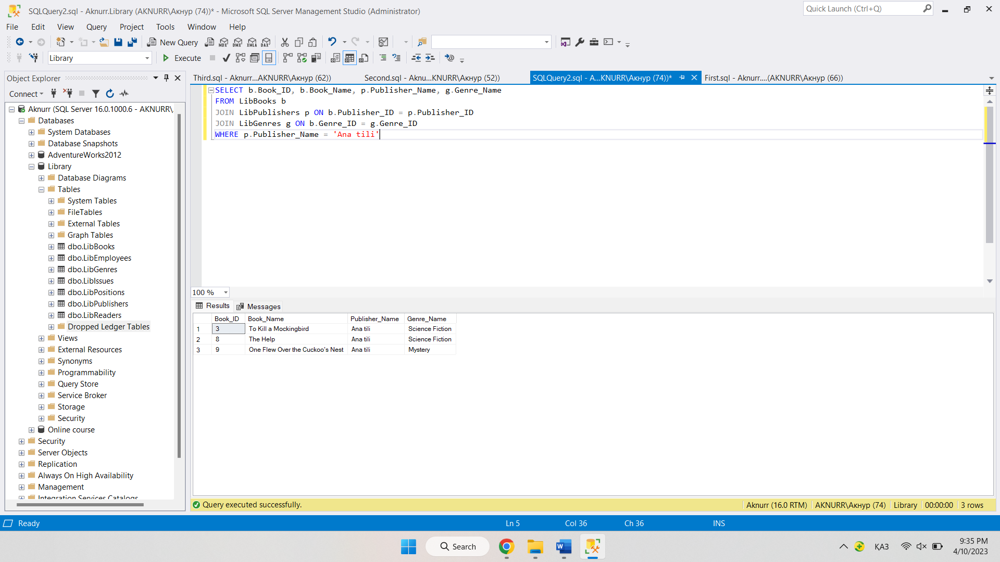 SQLQuery2.sql - Aknurr.Library (AKNURR\Акнур (74))* - Microsoft SQL Server Management Studio (Administrator)
Quick Launch (Ctrl+Q)
File Edit View Query Project Tools Window Help
New Query MDX DMX XMLA DAX
Library Execute
Object Explorer
Third.sql - Aknurr...AKNURR\Акнур (62)) Second.sql - Aknu...KNURR\Акнур (52)) SQLQuery2.sql - A...KNURR\Акнур (74))* First.sql - Aknurr....(AKNURR\Акнур (66))
Connect
Aknurr (SQL Server 16.0.1000.6 - AKNURR\
Databases
System Databases
Database Snapshots
AdventureWorks2012
Library
Database Diagrams
Tables
System Tables
FileTables
External Tables
Graph Tables
dbo.LibBooks
dbo.LibEmployees
dbo.LibGenres
dbo.LibIssues
dbo.LibPositions
dbo.LibPublishers
dbo.LibReaders
Dropped Ledger Tables
Views
External Resources
Synonyms
Programmability
Query Store
Service Broker
Storage
Security
Online course
Security
Server Objects
Replication
Always On High Availability
Management
Integration Services Catalogs
SELECT b.Book_ID, b.Book_Name, p.Publisher_Name, g.Genre_Name
FROM LibBooks b
JOIN LibPublishers p ON b.Publisher_ID = p.Publisher_ID
JOIN LibGenres g ON b.Genre_ID = g.Genre_ID
WHERE p.Publisher_Name = 'Ana tili'
100 %
Results Messages
Book_ID Book_Name Publisher_Name Genre_Name
1 3 To Kill a Mockingbird Ana tili Science Fiction
2 8 The Help Ana tili Science Fiction
3 9 One Flew Over the Cuckoo's Nest Ana tili Mystery
Query executed successfully. Aknurr (16.0 RTM) AKNURR\Акнур (74) Library 00:00:00 3 rows
Ready Ln 5 Col 36 Ch 36 INS
Search ҚАЗ 9:35 PM
4/10/2023